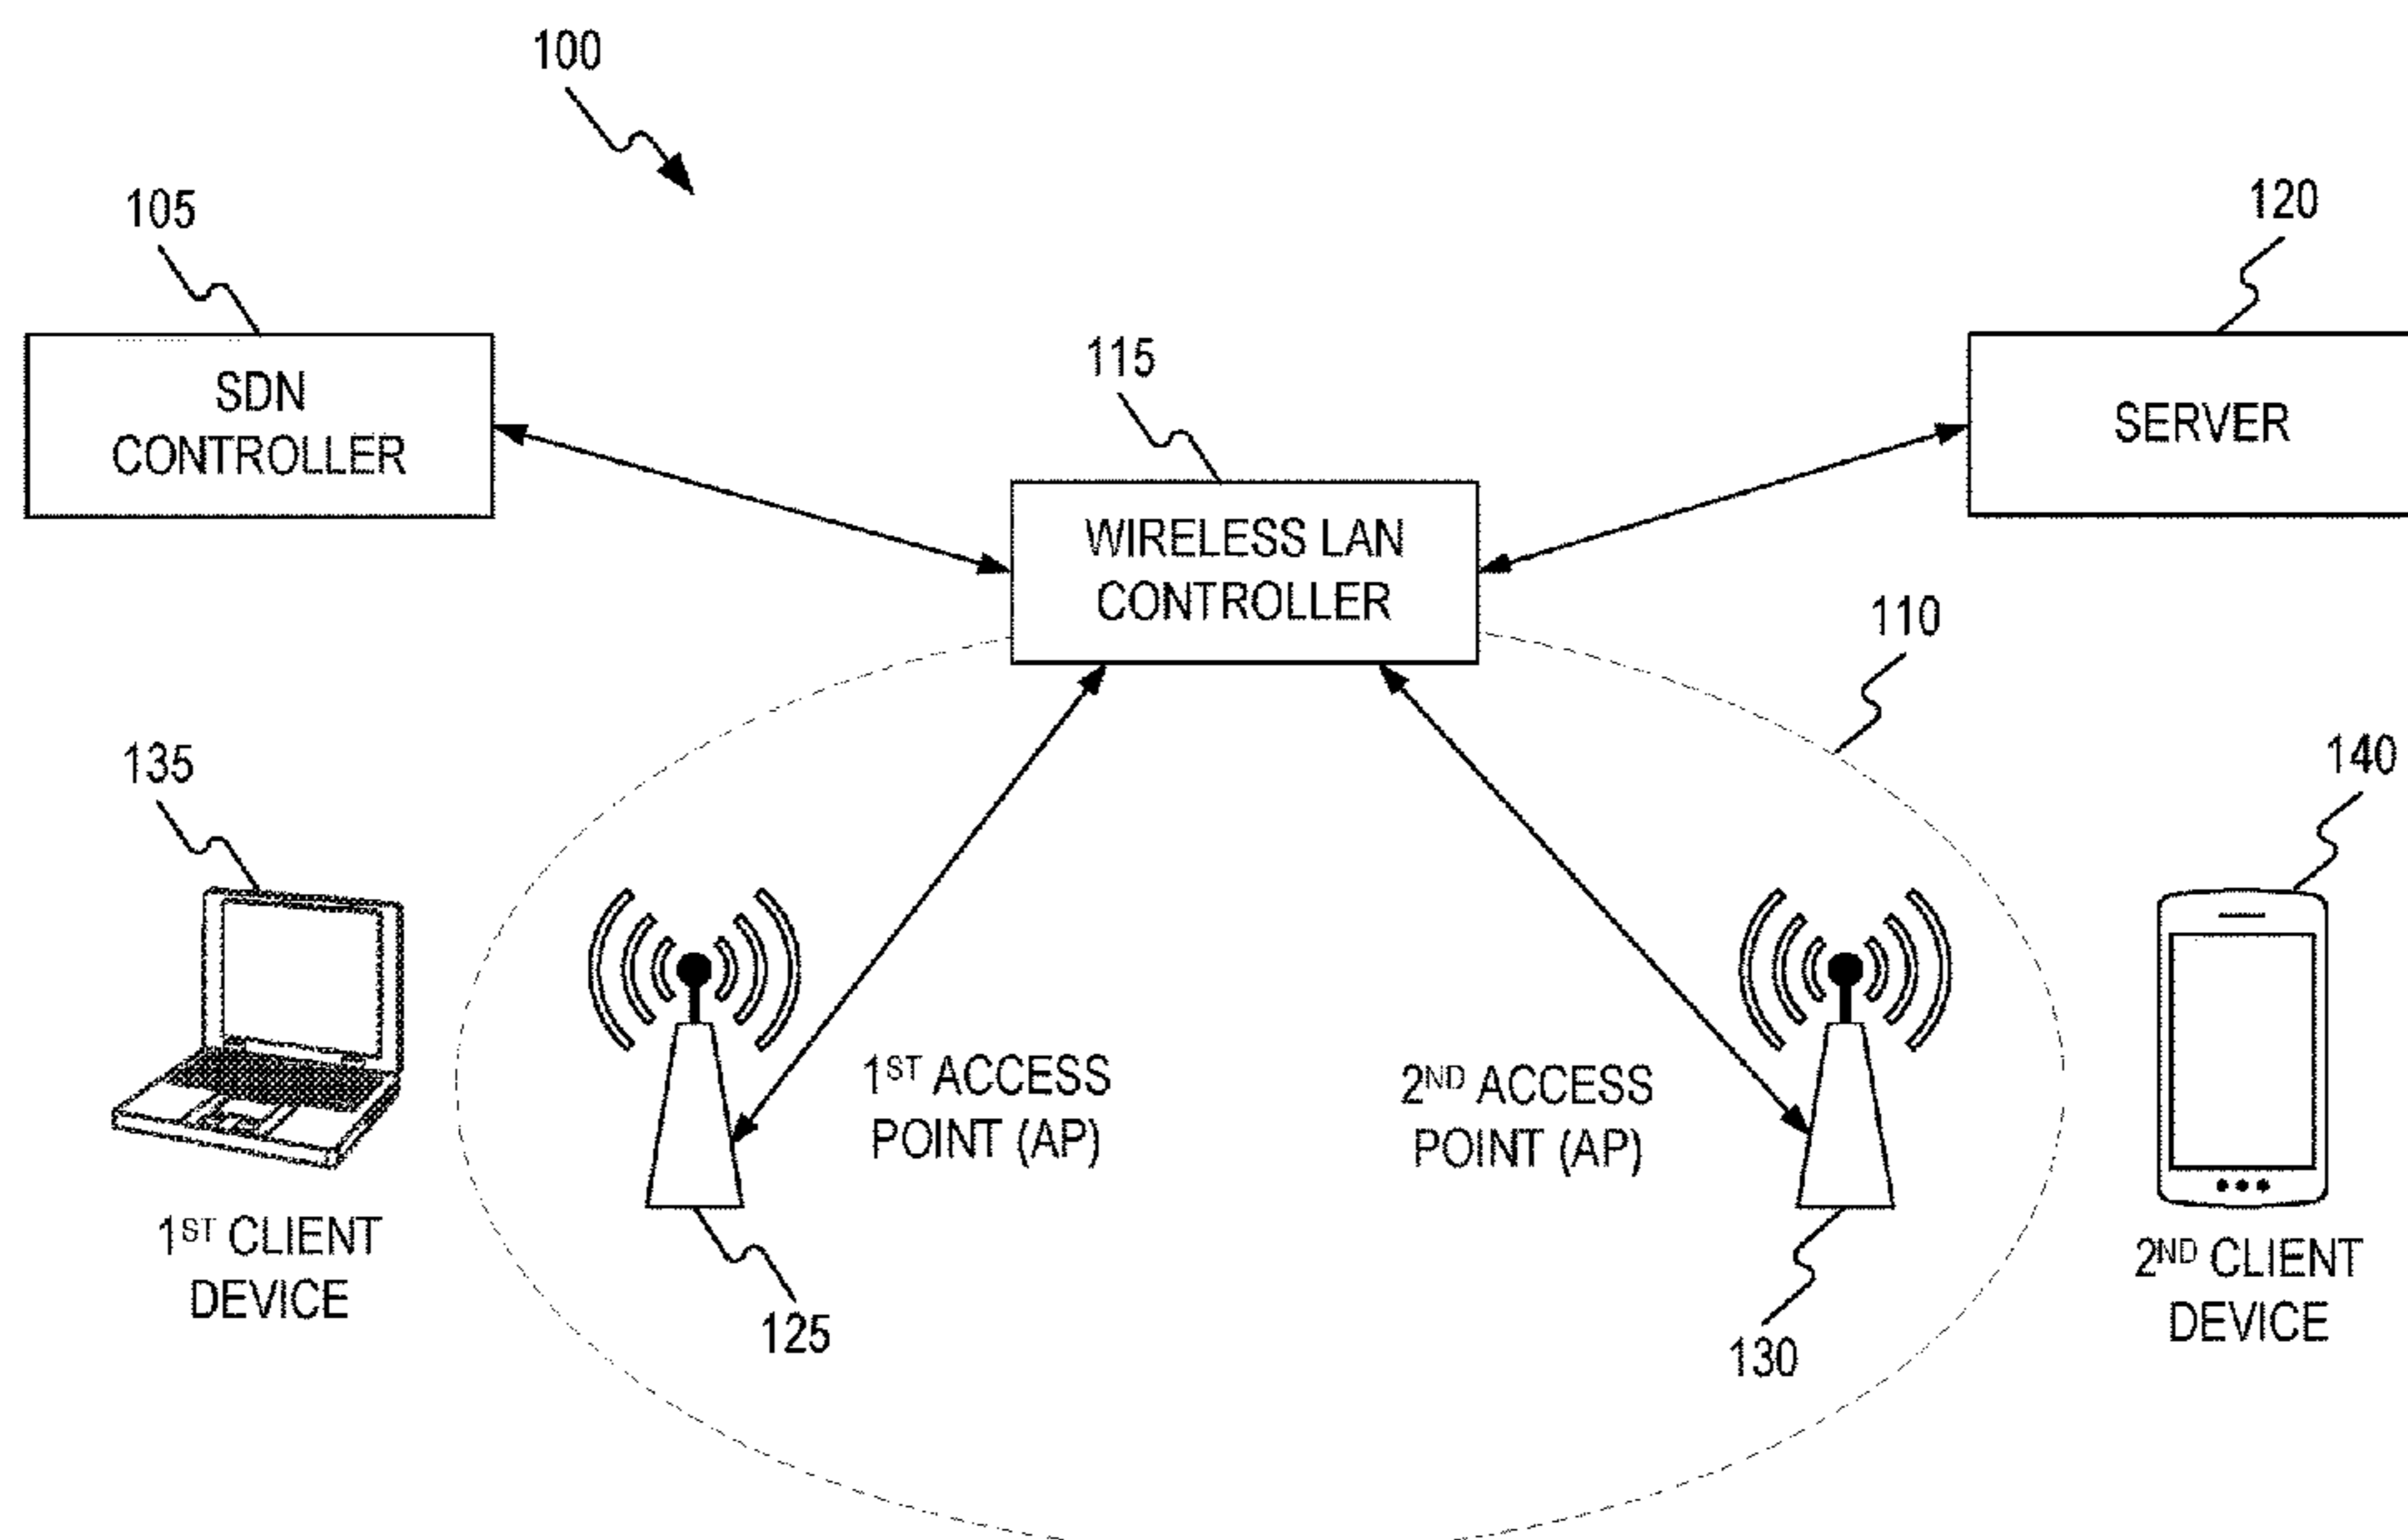 100
105
120
SDN
CONTROLLER
115
SERVER
WIRELESS LAN
CONTROLLER
110
135
140
1ST ACCESS
POINT (AP)
2ND ACCESS
POINT (AP)
1ST CLIENT
DEVICE
2ND CLIENT
DEVICE
125
130